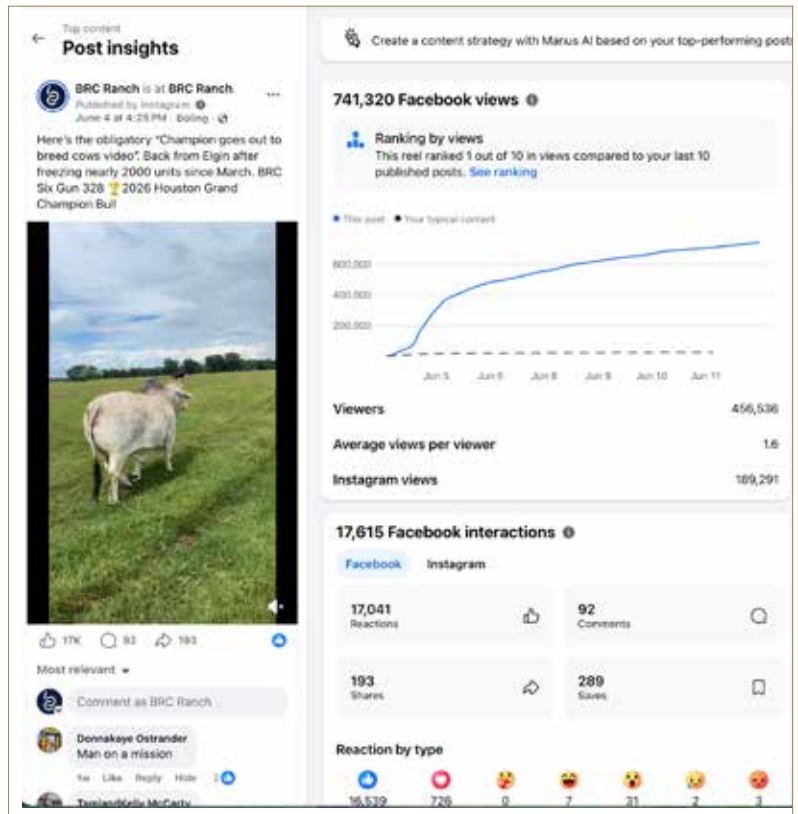 Top content
Post insights
BRC Ranch is at BRC Ranch.
Published by Instagram
June 4 at 4:25 PM · Boling ·
Here's the obligatory "Champion goes out to
breed cows video". Back from Elgin after
freezing nearly 2000 units since March. BRC
Six Gun 328 🏆 2026 Houston Grand
Champion Bull
17K 92 193
Most relevant
Comment as BRC Ranch
Donnakaye Ostrander
Man on a mission
1w Like Reply Hide 2
TamiandKelly McCarty
Create a content strategy with Manus AI based on your top-performing posts
741,320 Facebook views
Ranking by views
This reel ranked 1 out of 10 in views compared to your last 10
published posts. See ranking
This post Your typical content
600,000
400,000
200,000
Jun 5 Jun 6 Jun 8 Jun 9 Jun 10 Jun 11
Viewers 456,536
Average views per viewer 1.6
Instagram views 189,291
17,615 Facebook interactions
Facebook Instagram
17,041
Reactions
92
Comments
193
Shares
289
Saves
Reaction by type
16,539 726 0 7 31 2 3